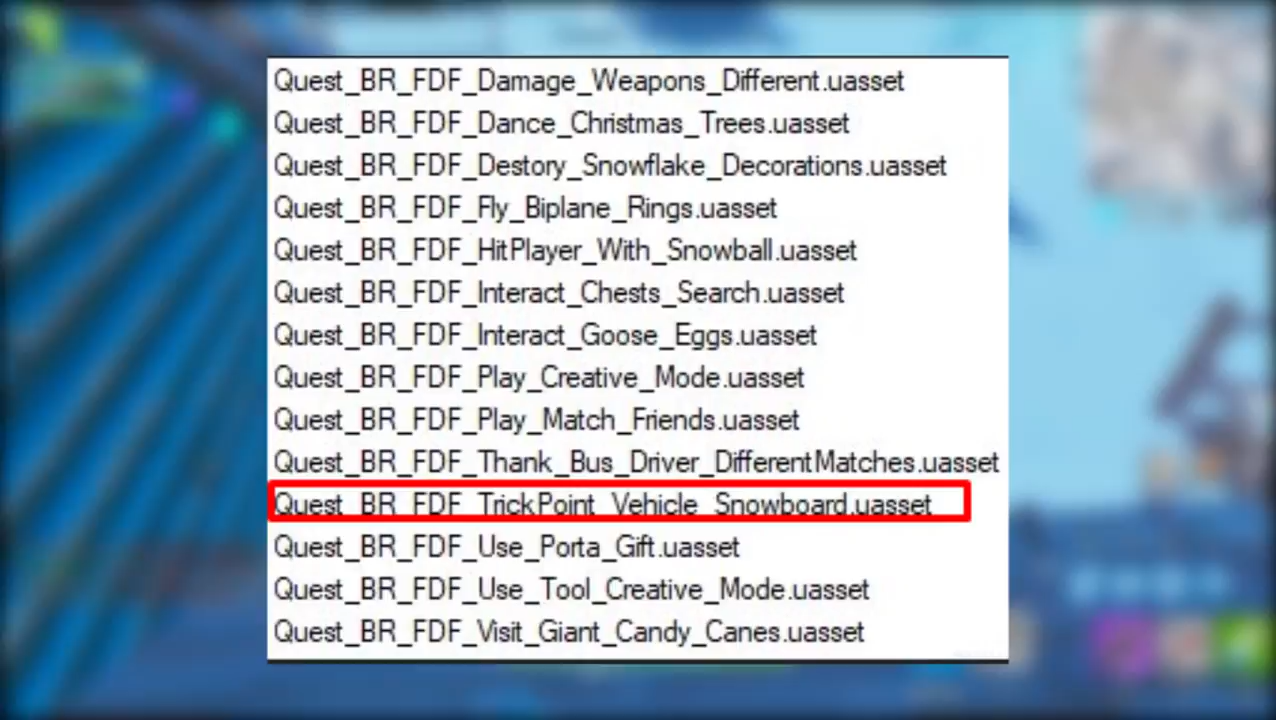 Quest_BR_FDF_Damage_Weapons_Different.uasset
Quest_BR_FDF_Dance_Christmas_Trees.uasset
Quest_BR_FDF_Destory_Snowflake_Decorations.uasset
Quest_BR_FDF_Fly_Biplane_Rings.uasset
Quest_BR_FDF_HitPlayer_With_Snowball.uasset
Quest_BR_FDF_Interact_Chests_Search.uasset
Quest_BR_FDF_Interact_Goose_Eggs.uasset
Quest_BR_FDF_Play_Creative_Mode.uasset
Quest_BR_FDF_Play_Match_Friends.uasset
Quest_BR_FDF_Thank_Bus_Driver_DifferentMatches.uasset
Quest_BR_FDF_TrickPoint_Vehicle_Snowboard.uasset
Quest_BR_FDF_Use_Porta_Gift.uasset
Quest_BR_FDF_Use_Tool_Creative_Mode.uasset
Quest_BR_FDF_Visit_Giant_Candy_Canes.uasset